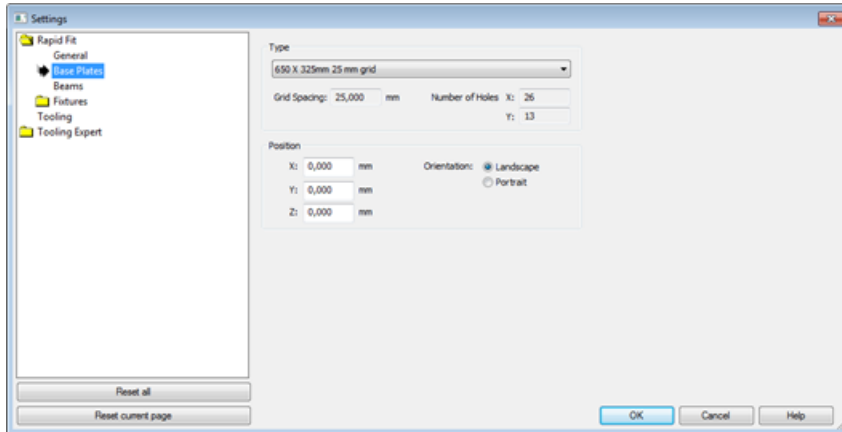 Settings
Rapid Fit
General
Base Plates
Beams
Fixtures
Tooling
Tooling Expert
Reset all
Reset current page
Type
650 X 325mm 25 mm grid
Grid Spacing: 25,000 mm Number of Holes X: 26
Y: 13
Position
X: 0,000 mm Orientation: Landscape
Portrait
Y: 0,000 mm
Z: 0,000 mm
OK Cancel Help